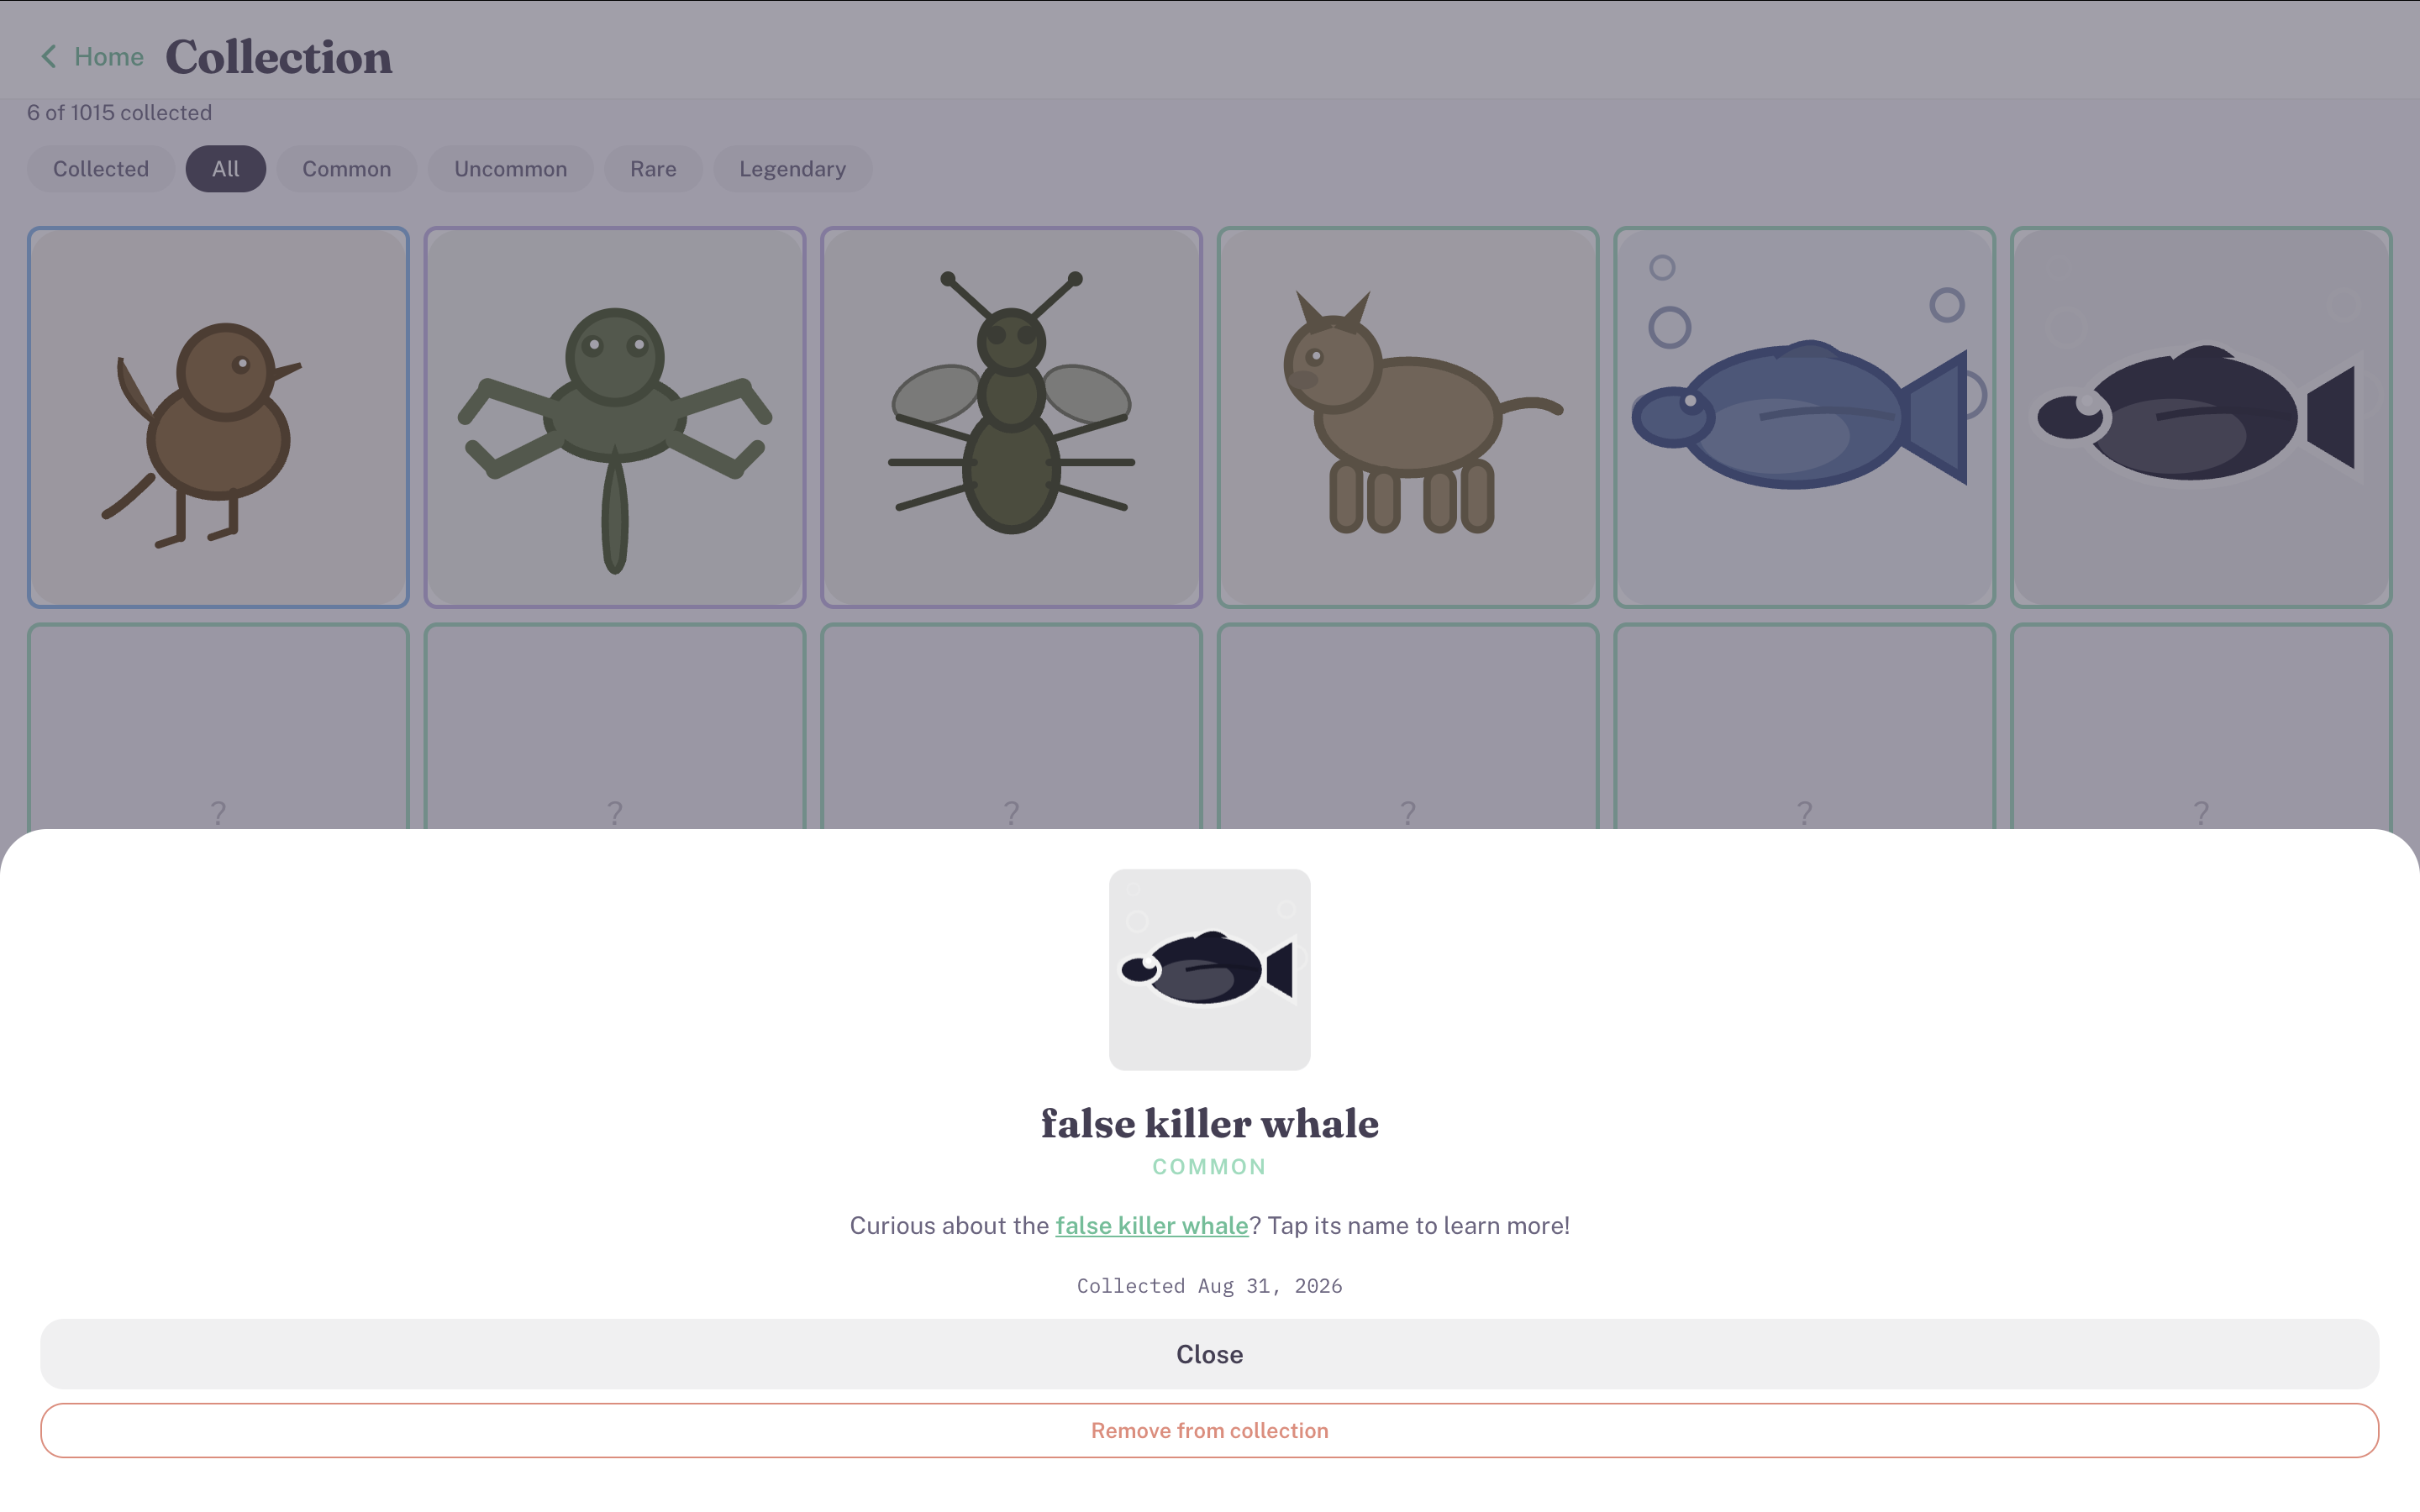 Home Collection
6 of 1015 collected
Collected All Common Uncommon Rare Legendary
? ? ? ? ? ?
false killer whale
COMMON
Curious about the false killer whale? Tap its name to learn more!
Collected Aug 31, 2026
Close
Remove from collection